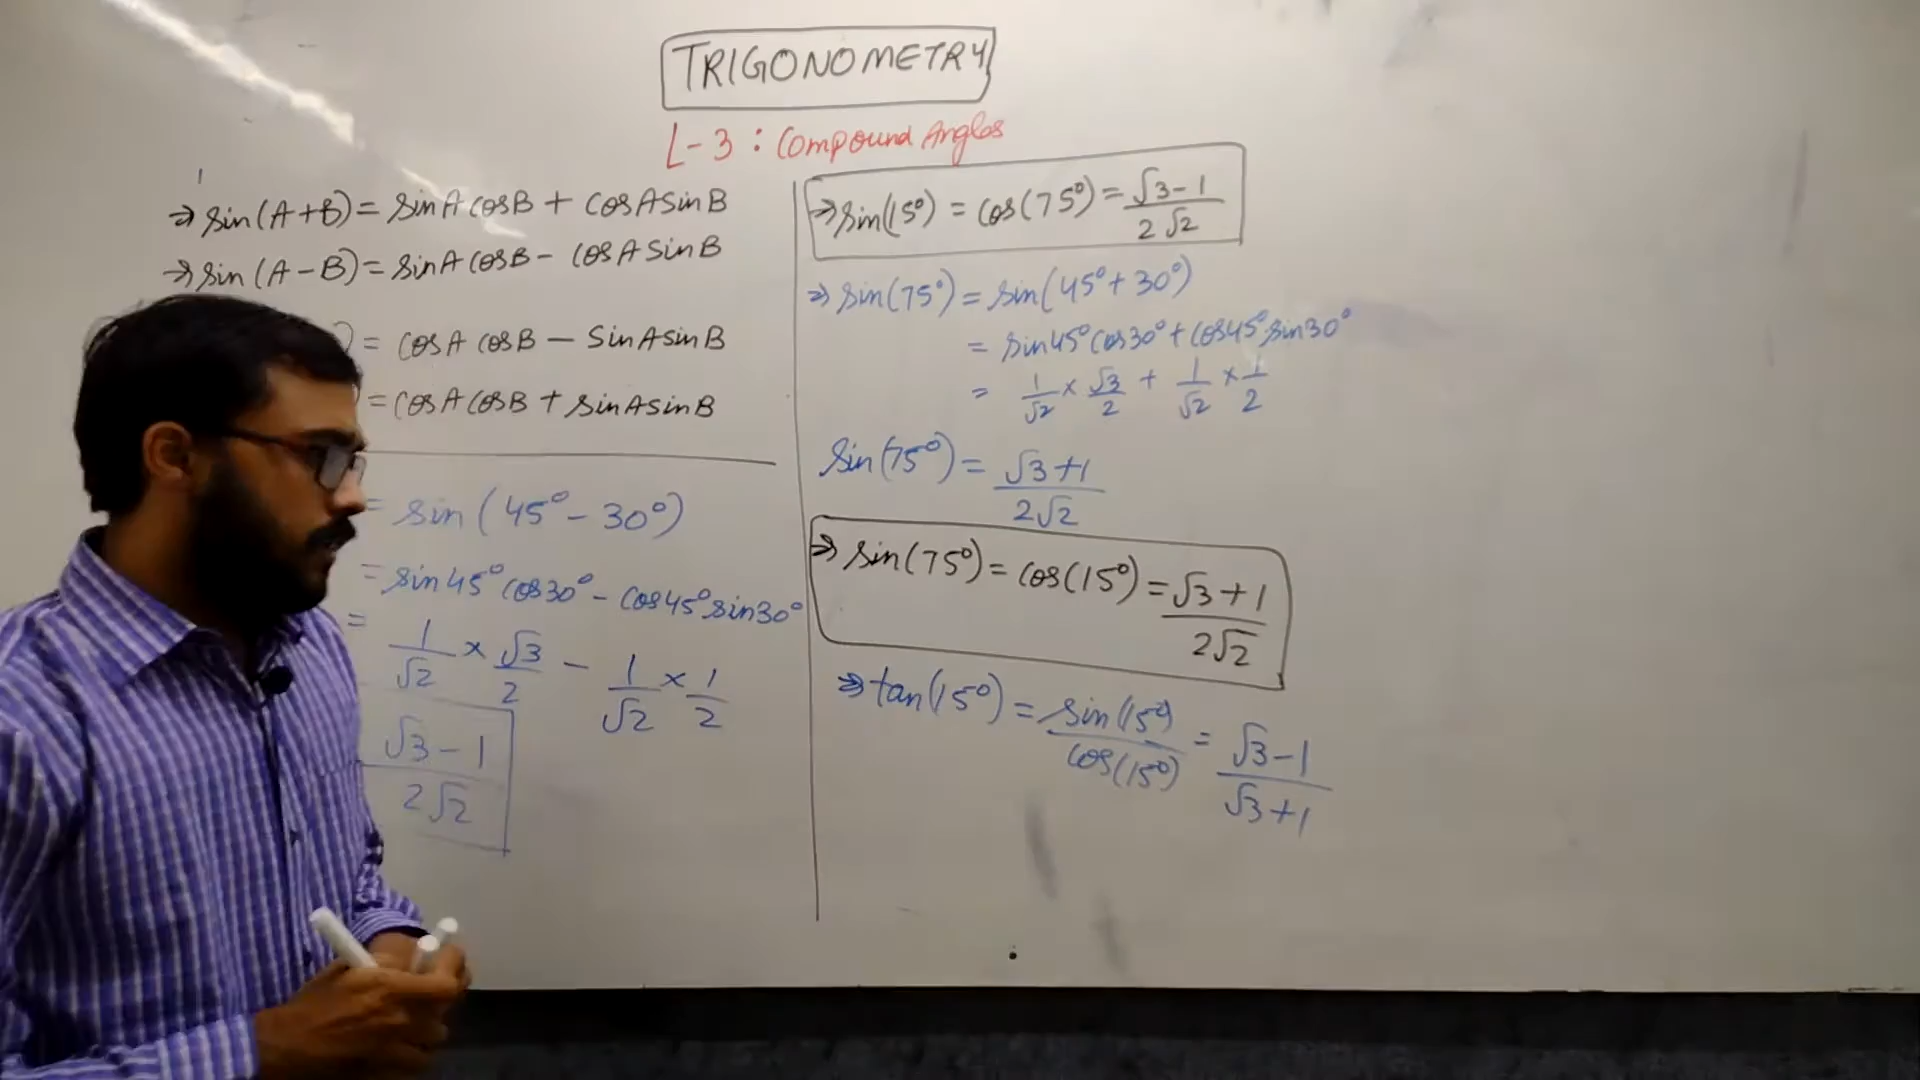 TRIGONOMETRY
L-3 : Compound Angles
⇒ sin(A+B) = sinA cosB + cosA sinB
⇒ sin(A-B) = sinA cosB - cosA sinB
) = cosA cosB - sinA sinB
) = cosA cosB + sinA sinB
= sin(45° - 30°)
= sin45° cos30° - cos45° sin30°
= 1/√2 × √3/2 - 1/√2 × 1/2
√3-1/2√2
⇒ sin(15°) = cos(75°) = √3-1/2√2
⇒ sin(75°) = sin(45°+30°)
= sin45° cos30° + cos45° sin30°
= 1/√2 × √3/2 + 1/√2 × 1/2
sin(75°) = √3+1/2√2
⇒ sin(75°) = cos(15°) = √3+1/2√2
⇒ tan(15°) = sin(15°)/cos(15°) = √3-1/√3+1